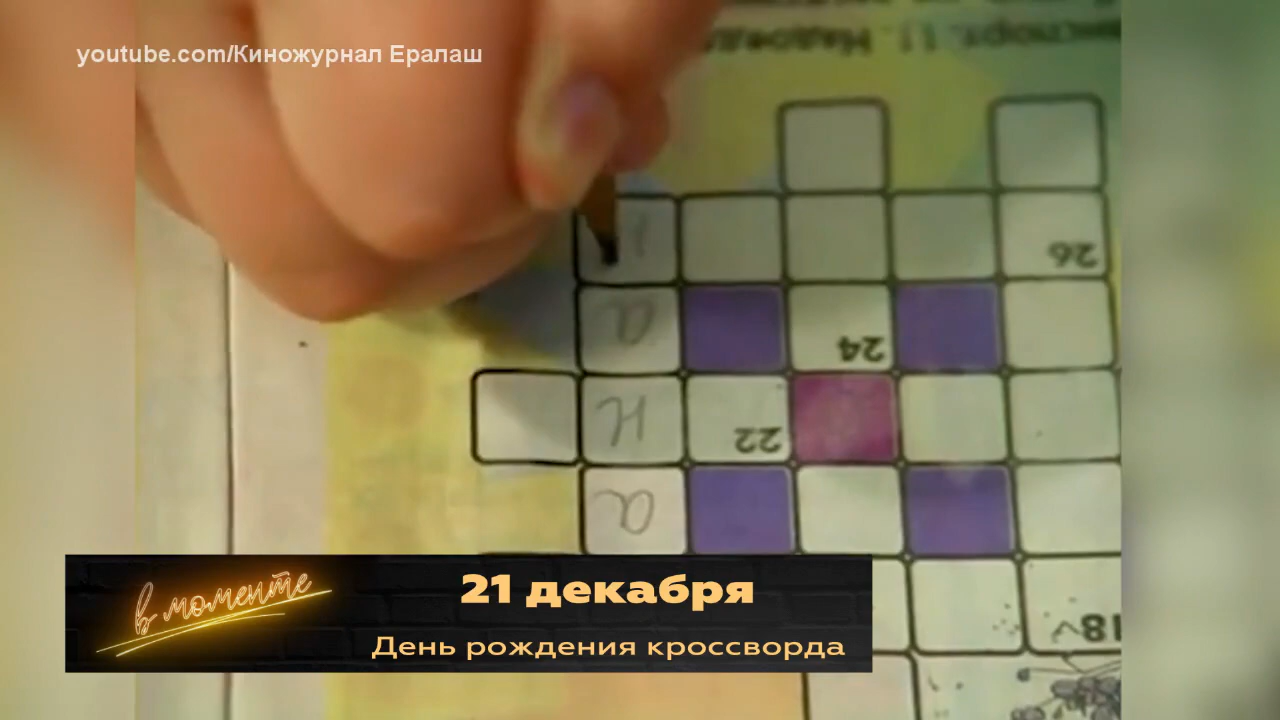 youtube.com/Киножурнал Ералаш
26
а
24
н
22
а
18
в моменте
21 декабря
День рождения кроссворда